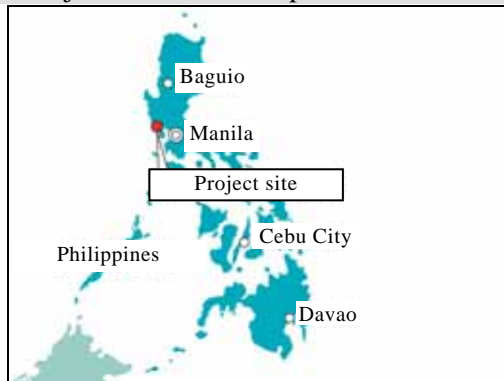 Baguio
Manila
Project site
Cebu City
Philippines
Davao